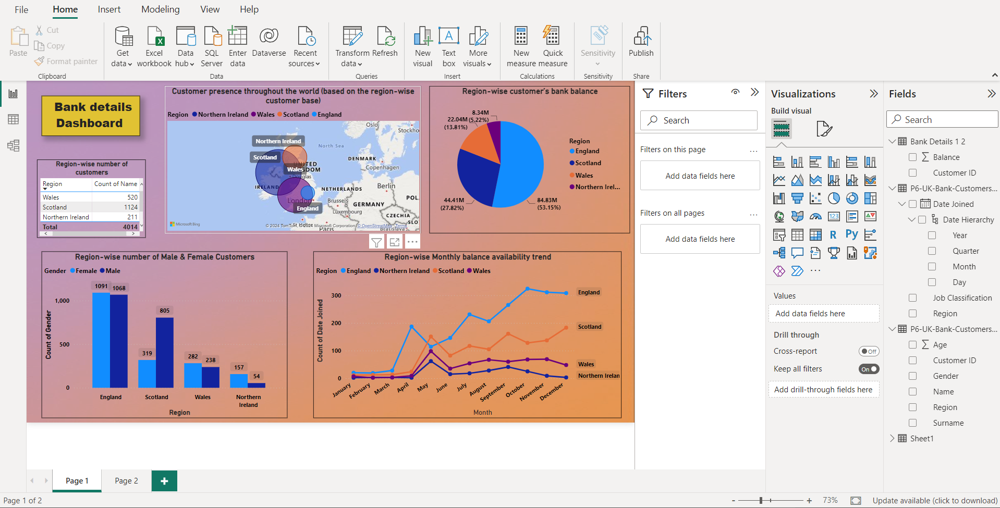 File Home Insert Modeling View Help
Paste
Cut
Copy
Format painter
Clipboard
Get data
Excel workbook
Data hub
SQL Server
Enter data
Dataverse
Recent sources
Data
Transform data
Refresh
Queries
New visual
Text box
More visuals
Insert
New measure
Quick measure
Calculations
Sensitivity
Sensitivity
Publish
Share
Bank details
Dashboard
Region-wise number of
customers
Region Count of Name
Wales 520
Scotland 1124
Northern Ireland 211
Total 4014
Customer presence throughout the world (based on the region-wise
customer base)
Region Northern Ireland Wales Scotland England
Oslo
Stockho
North Sea
Northern Ireland
Scotland
DENMARK
UNITED
Wales
DOM
Copenhagen
Douglas
IRELAND
NETHERLANDS
Berlin
London
Brussels
POL
England
GERMANY
Luxembourg
CZECHIA
SLO
Paris
Bratislava
Microsoft Bing
© 2024 TomTom, © 2024 Microsoft Corporation, © OpenStreetMap Terms
Region-wise customer's bank balance
8.34M
(5.22%)
22.04M
(13.81%)
44.41M
(27.82%)
84.83M
(53.15%)
Region
England
Scotland
Wales
Northern Irel...
Region-wise number of Male & Female Customers
Gender Female Male
Count of Gender
1,000
500
0
1091 1068
319 805
282 238
157 54
England Scotland Wales Northern
Ireland
Region
Region-wise Monthly balance availability trend
Region England Northern Ireland Scotland Wales
Count of Date Joined
300
200
100
0
England
Scotland
Wales
Northern Irelan
January February March April May June July August September October November December
Month
Filters
Search
Filters on this page ...
Add data fields here
Filters on all pages ...
Add data fields here
Visualizations
Build visual
123
R Py
...
Values
Add data fields here
Drill through
Cross-report Off
Keep all filters On
Add drill-through fields here
Fields
Search
Bank Details 1 2
Σ Balance
Customer ID
P6-UK-Bank-Customers...
Date Joined
Date Hierarchy
Year
Quarter
Month
Day
Job Classification
Region
P6-UK-Bank-Customers...
Σ Age
Customer ID
Gender
Name
Region
Surname
Sheet1
Page 1 Page 2 +
Page 1 of 2
- + 73% Update available (click to download)